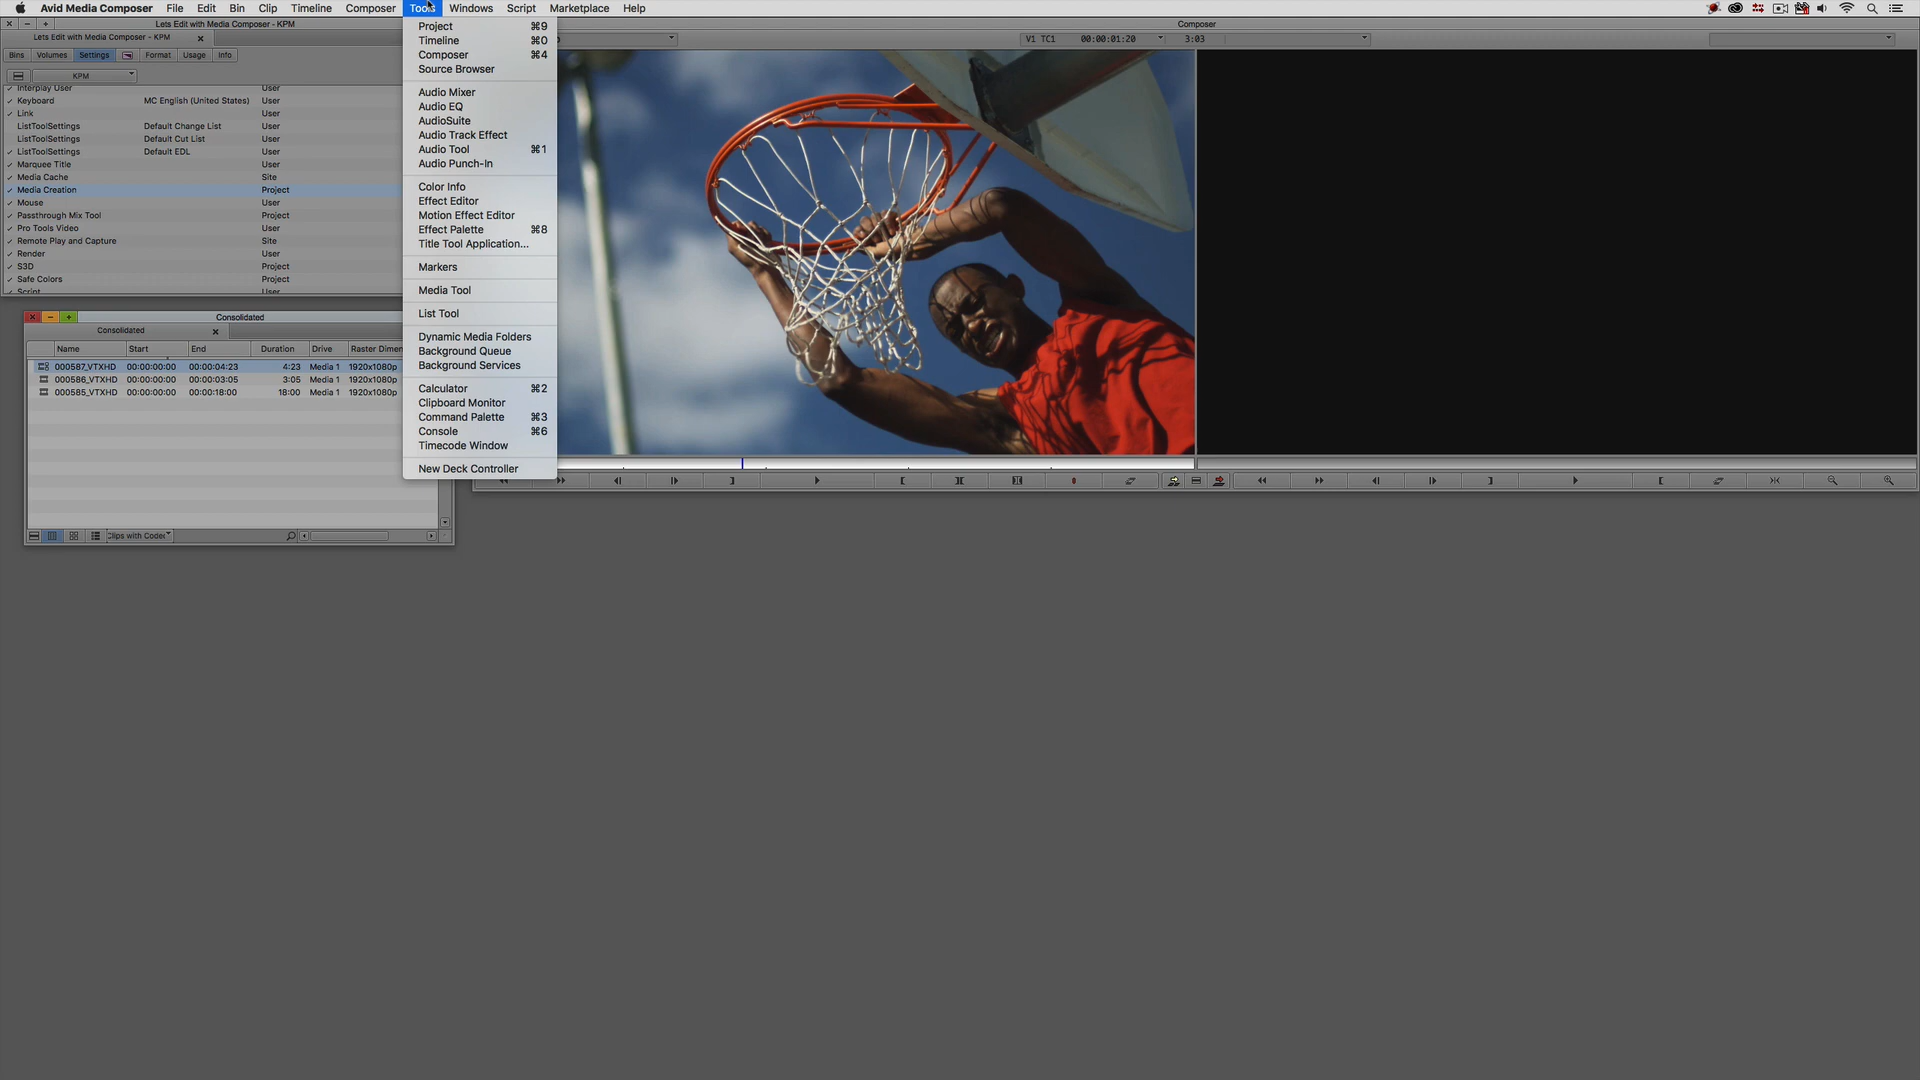 Avid Media Composer File Edit Bin Clip Timeline Composer Tools Windows Script Marketplace Help
Lets Edit with Media Composer - KPM
Composer
Lets Edit with Media Composer - KPM
V1 TC1 00:00:01:20 3:03
Bins Volumes Settings Format Usage Info
KPM
Interplay User User
Keyboard MC English (United States) User
Link User
ListToolSettings Default Change List User
ListToolSettings Default Cut List User
ListToolSettings Default EDL User
Marquee Title User
Media Cache Site
Media Creation Project
Mouse User
Passthrough Mix Tool Project
Pro Tools Video User
Remote Play and Capture Site
Render User
S3D Project
Safe Colors Project
Script User
Project ⌘9
Timeline ⌘0
Composer ⌘4
Source Browser
Audio Mixer
Audio EQ
AudioSuite
Audio Track Effect
Audio Tool ⌘1
Audio Punch-In
Color Info
Effect Editor
Motion Effect Editor
Effect Palette ⌘8
Title Tool Application...
Markers
Media Tool
List Tool
Dynamic Media Folders
Background Queue
Background Services
Calculator ⌘2
Clipboard Monitor
Command Palette ⌘3
Console ⌘6
Timecode Window
New Deck Controller
Consolidated
Consolidated
Name Start End Duration Drive Raster Dimen
000587_VTXHD 00:00:00:00 00:00:04:23 4:23 Media 1 1920x1080p
000586_VTXHD 00:00:00:00 00:00:03:05 3:05 Media 1 1920x1080p
000585_VTXHD 00:00:00:00 00:00:18:00 18:00 Media 1 1920x1080p
Clips with Codec